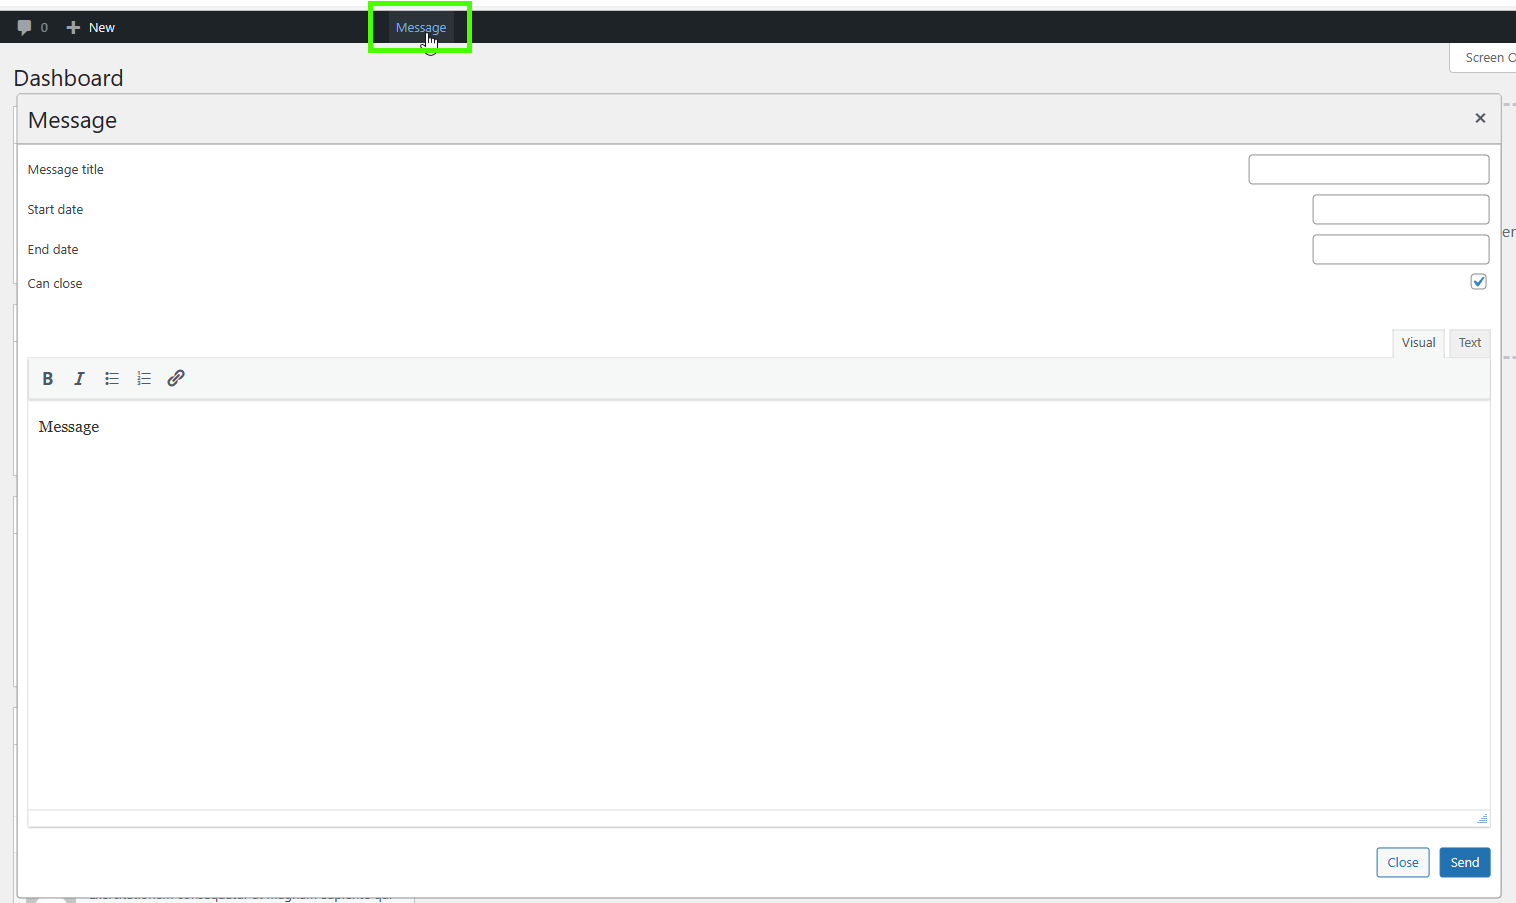 0 New Message
Screen O
Dashboard
Message
Message title
Start date
er
End date
Can close
Visual Text
B I
Message
Close Send